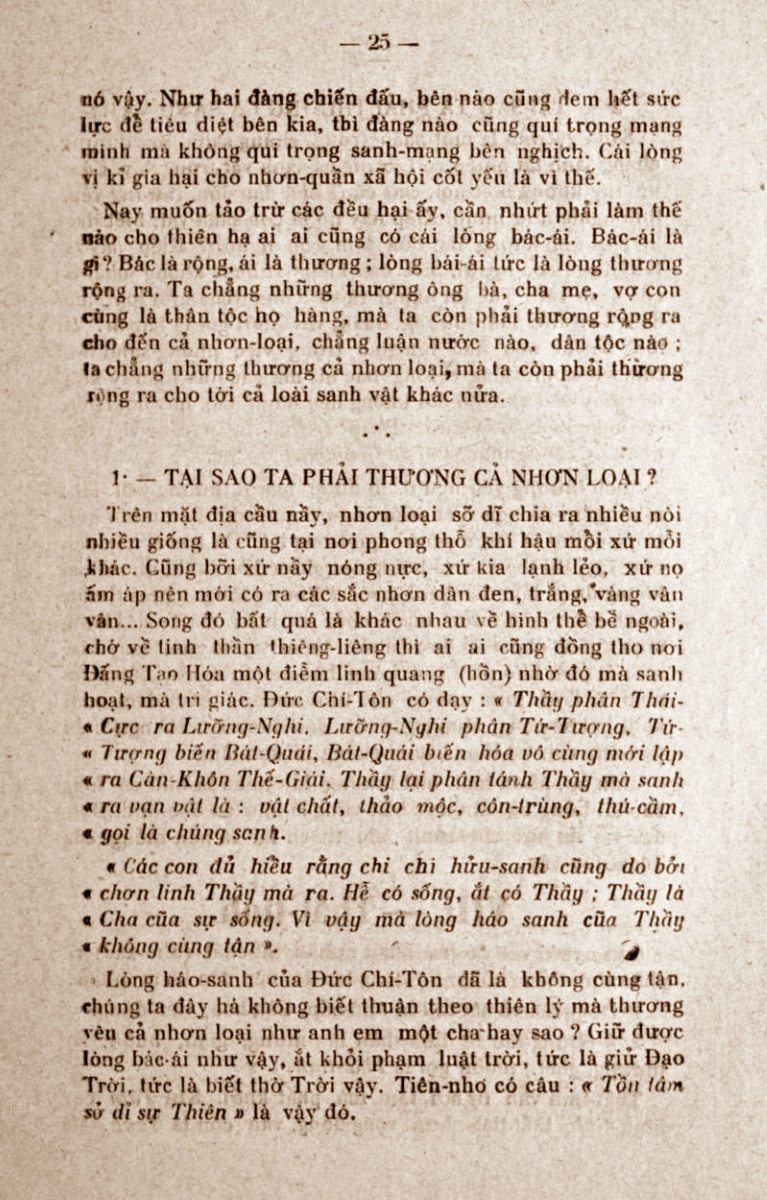 — 25 —
nó vậy. Như hai đàng chiến đấu, bên nào cũng đem hết sức
lực để tiêu diệt bên kia, thì đàng nào cũng quí trọng mạng
mình mà không quí trọng sanh-mạng bên nghịch. Cái lòng
vị kỉ gia hại cho nhơn-quần xã hội cốt yếu là vì thế.
Nay muốn tảo trừ các đều hại ấy, cần nhứt phải làm thế
nào cho thiên hạ ai ai cũng có cái lòng bác-ái. Bác-ái là
gì? Bác là rộng, ái là thương ; lòng bái-ái tức là lòng thương
rộng ra. Ta chẳng những thương ông bà, cha mẹ, vợ con
cùng là thân tộc họ hàng, mà ta còn phải thương rộng ra
cho đến cả nhơn-loại, chẳng luận nước nào, dân tộc nào ;
ta chẳng những thương cả nhơn loại, mà ta còn phải thương
rộng ra cho tới cả loài sanh vật khác nửa.
1· — TẠI SAO TA PHẢI THƯƠNG CẢ NHƠN LOẠI ?
Trên mặt địa cầu nầy, nhơn loại sỡ dĩ chia ra nhiều nòi
nhiều giống là cũng tại nơi phong thổ khí hậu mỗi xứ mỗi
khác. Cũng bỡi xứ nầy nóng nực, xứ kia lạnh lẻo, xứ nọ
ấm áp nên mới có ra các sắc nhơn dân đen, trắng, vàng vân
vân... Song đó bất quá là khác nhau về hình thể bề ngoài,
chớ về tinh thần thiêng-liêng thì ai ai cũng đồng thọ nơi
Đấng Tạo Hóa một điểm linh quang (hồn) nhờ đó mà sanh
hoạt, mà tri giác. Đức Chí-Tôn có dạy : « Thầy phân Thái-
« Cực ra Lưỡng-Nghi, Lưỡng-Nghi phân Tứ-Tượng, Tứ-
« Tượng biến Bát-Quái, Bát-Quái biến hóa vô cùng mới lập
« ra Càn-Khôn Thế-Giái. Thầy lại phân tánh Thầy mà sanh
« ra vạn vật là : vật chất, thảo mộc, côn-trùng, thú-cầm,
« gọi là chúng sanh.
« Các con đủ hiểu rằng chi chi hửu-sanh cũng do bởi
« chơn linh Thầy mà ra. Hễ có sống, ắt có Thầy ; Thầy là
« Cha của sự sống. Vì vậy mà lòng háo sanh của Thầy
« không cùng tận ».
Lòng háo-sanh của Đức Chí-Tôn đã là không cùng tận,
chúng ta đây há không biết thuận theo thiên lý mà thương
yêu cả nhơn loại như anh em một cha hay sao ? Giữ được
lòng bác-ái như vậy, ắt khỏi phạm luật trời, tức là giử Đạo
Trời, tức là biết thờ Trời vậy. Tiên-nho có câu : « Tồn tâm
sở dỉ sự Thiên » là vậy đó.